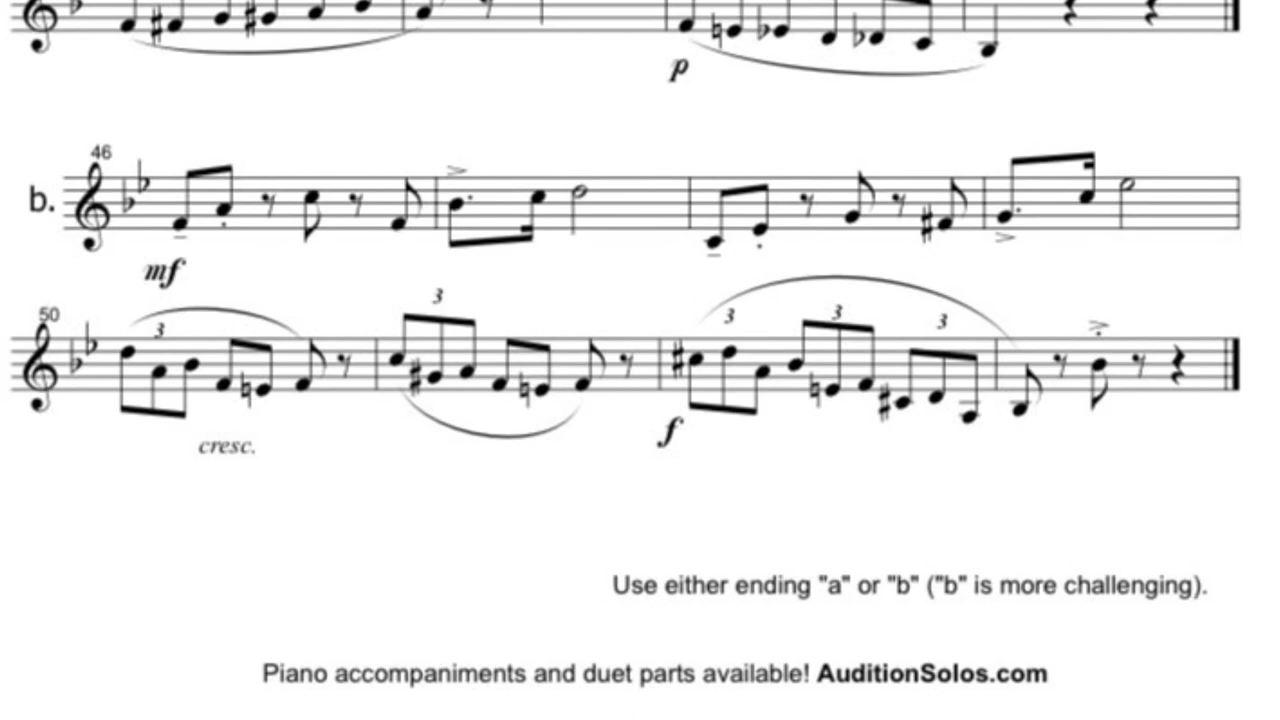 p
46
b.
mf
50
3
3
3
3
3
cresc.
f
Use either ending "a" or "b" ("b" is more challenging).
Piano accompaniments and duet parts available! AuditionSolos.com